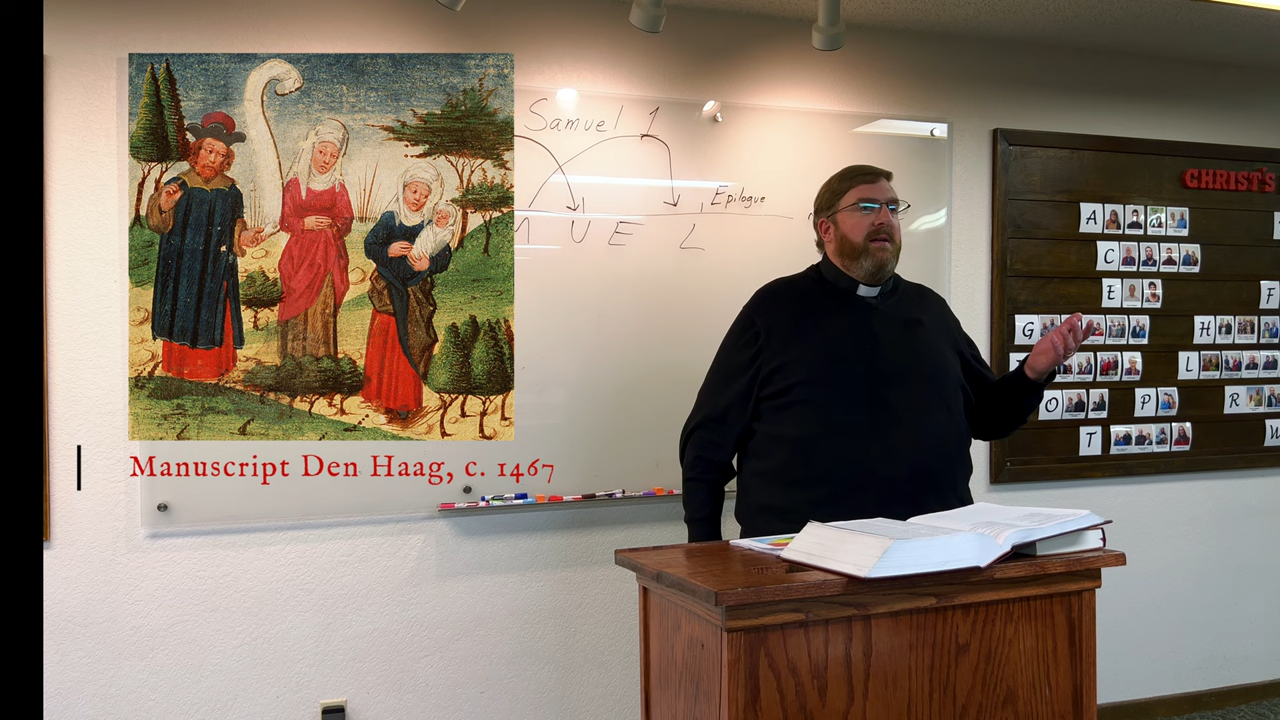 Samuel 1
Epilogue
U E L
Manuscript Den Haag, c. 1467
CHRIST'S
A
C
E
F
G
H
L
O
P
R
T
W